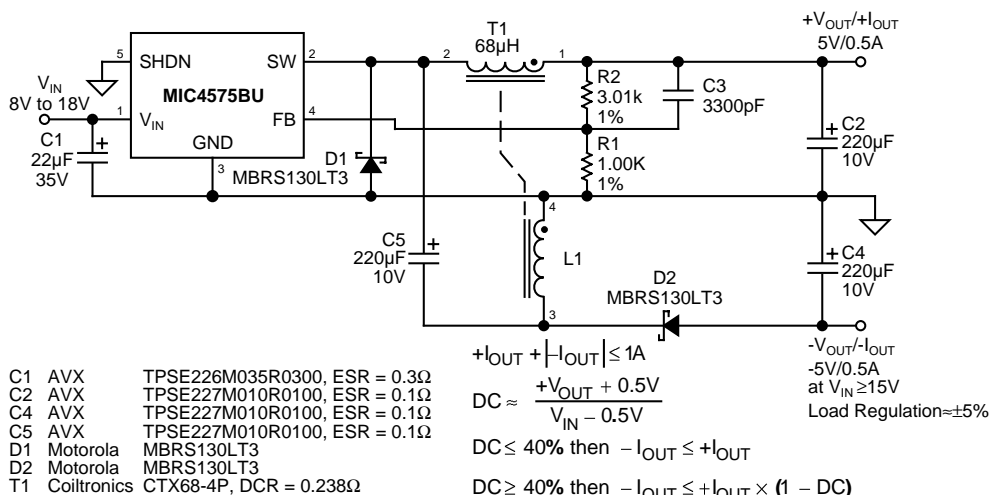 T1
68µH
+VOUT/+IOUT
5V/0.5A
5 SHDN SW 2
2 1
MIC4575BU
VIN
8V to 18V
1 VIN FB 4
GND
3
C1
22µF
35V
+
D1
MBRS130LT3
R2
3.01k
1%
C3
3300pF
R1
1.00K
1%
+ C2
220µF
10V
4
C5
220µF
10V
+
L1
3
D2
MBRS130LT3
+ C4
220µF
10V
-VOUT/-IOUT
-5V/0.5A
at VIN ≥15V
Load Regulation≈±5%
+IOUT + |–IOUT| ≤ 1A
DC ≈ +VOUT + 0.5V
VIN – 0.5V
DC ≤ 40% then – IOUT ≤ +IOUT
DC ≥ 40% then – IOUT ≤ +IOUT × (1 – DC)
C1 AVX TPSE226M035R0300, ESR = 0.3Ω
C2 AVX TPSE227M010R0100, ESR = 0.1Ω
C4 AVX TPSE227M010R0100, ESR = 0.1Ω
C5 AVX TPSE227M010R0100, ESR = 0.1Ω
D1 Motorola MBRS130LT3
D2 Motorola MBRS130LT3
T1 Coiltronics CTX68-4P, DCR = 0.238Ω